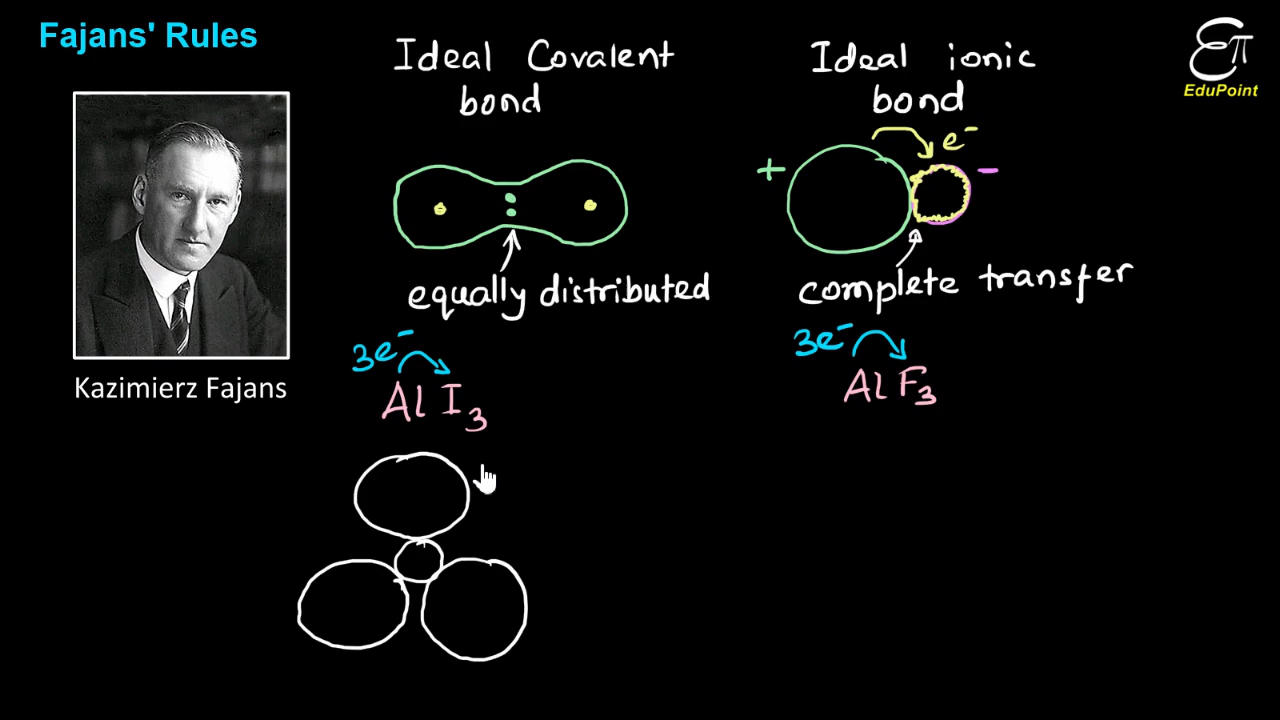 Fajans' Rules
Ideal Covalent
bond
Ideal ionic
bond
επ
EduPoint
+
e⁻
-
equally distributed
complete transfer
3e⁻
Al I₃
3e⁻
Al F₃
Kazimierz Fajans